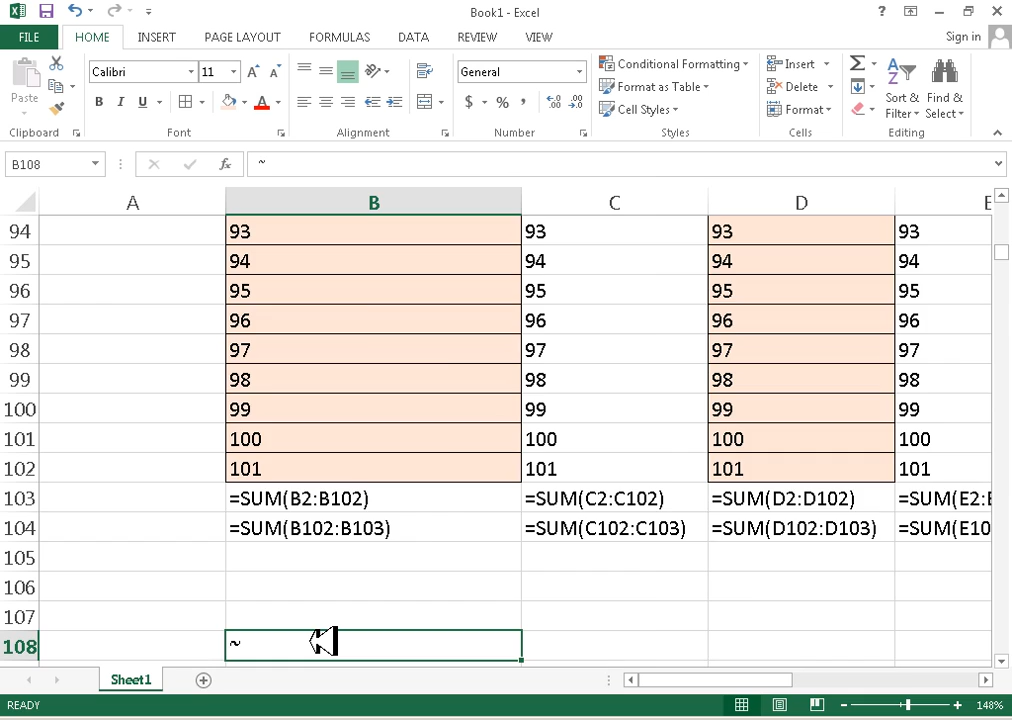 Book1 - Excel
?
FILE HOME INSERT PAGE LAYOUT FORMULAS DATA REVIEW VIEW Sign in
Paste
Calibri 11
General
Conditional Formatting
Format as Table
Cell Styles
Insert
Delete
Format
Sort & Filter
Find & Select
Clipboard Font Alignment Number Styles Cells Editing
B108 fx ~
A B C D E
94 93 93 93 93
95 94 94 94 94
96 95 95 95 95
97 96 96 96 96
98 97 97 97 97
99 98 98 98 98
100 99 99 99 99
101 100 100 100 100
102 101 101 101 101
103 =SUM(B2:B102) =SUM(C2:C102) =SUM(D2:D102) =SUM(E2:
104 =SUM(B102:B103) =SUM(C102:C103) =SUM(D102:D103) =SUM(E10
105
106
107
108 ~
Sheet1
READY 148%